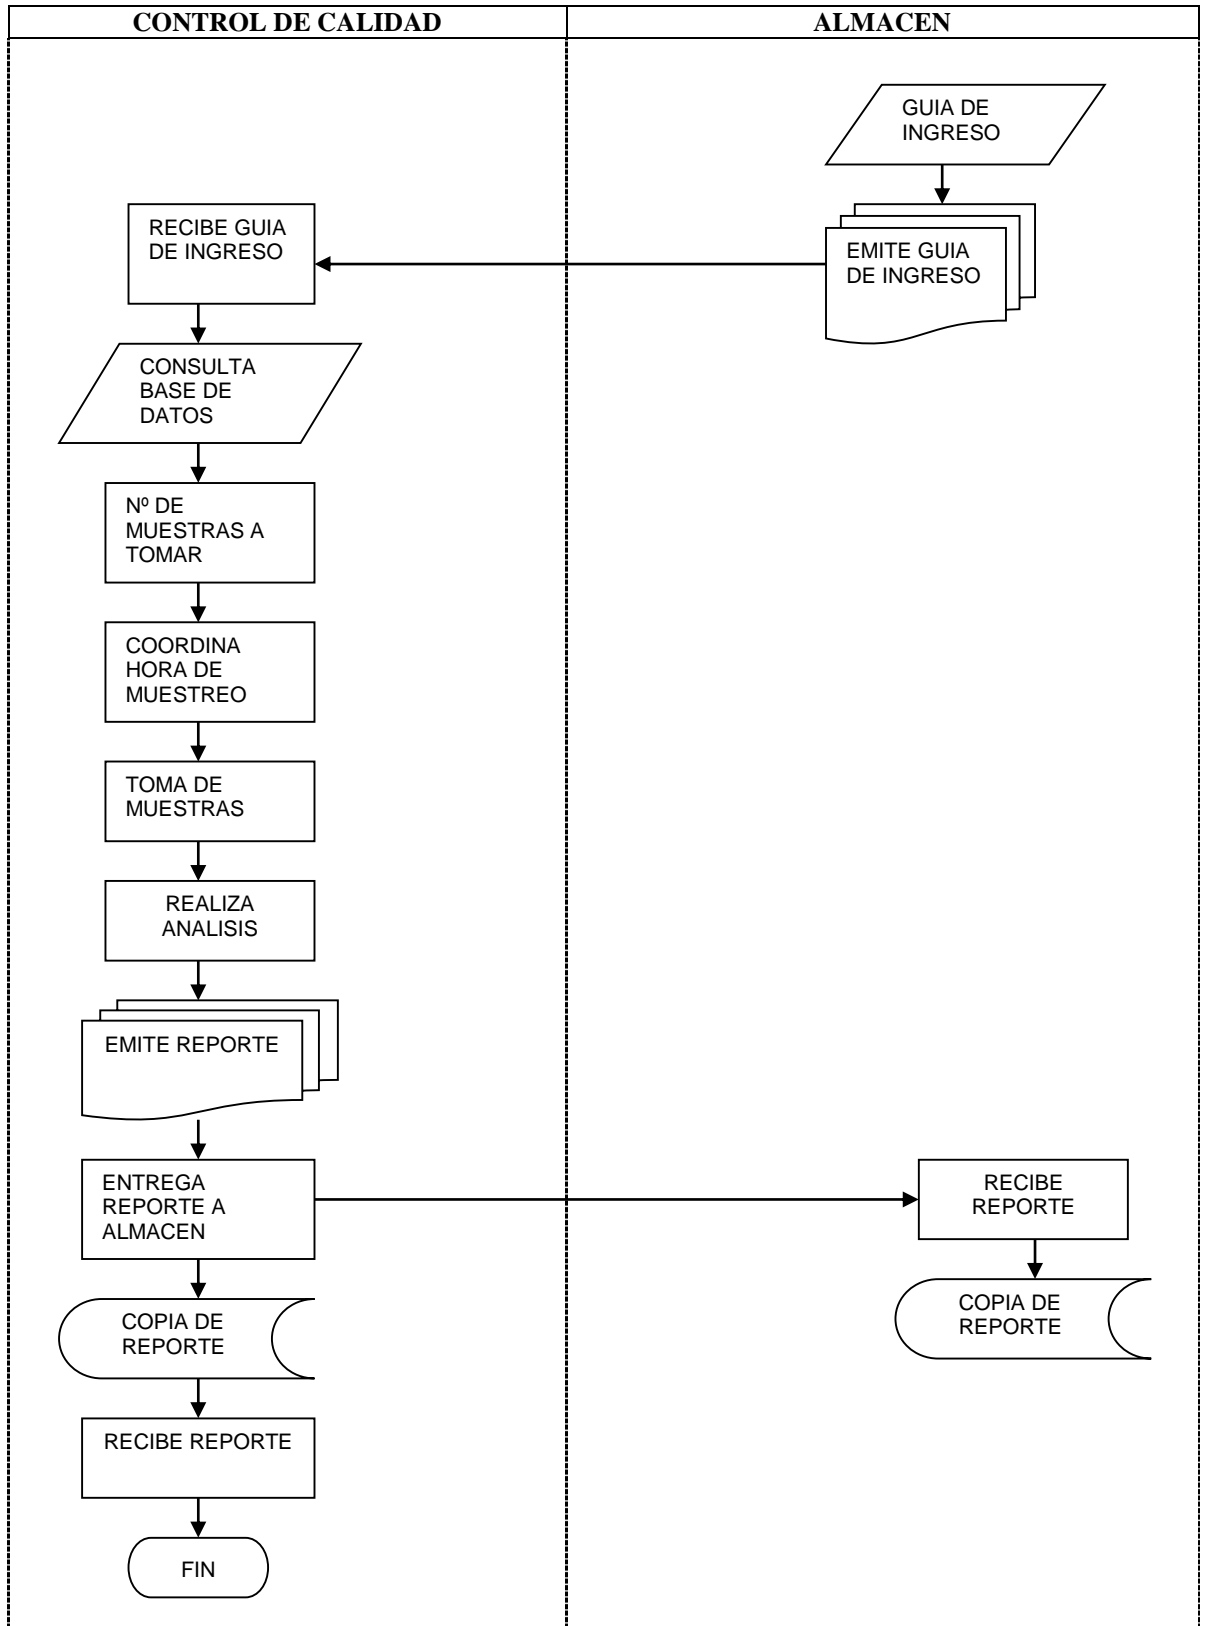 CONTROL DE CALIDAD
ALMACEN
GUIA DE
INGRESO
EMITE GUIA
DE INGRESO
RECIBE GUIA
DE INGRESO
CONSULTA
BASE DE
DATOS
Nº DE
MUESTRAS A
TOMAR
COORDINA
HORA DE
MUESTREO
TOMA DE
MUESTRAS
REALIZA
ANALISIS
EMITE REPORTE
ENTREGA
REPORTE A
ALMACEN
RECIBE
REPORTE
COPIA DE
REPORTE
COPIA DE
REPORTE
RECIBE REPORTE
FIN